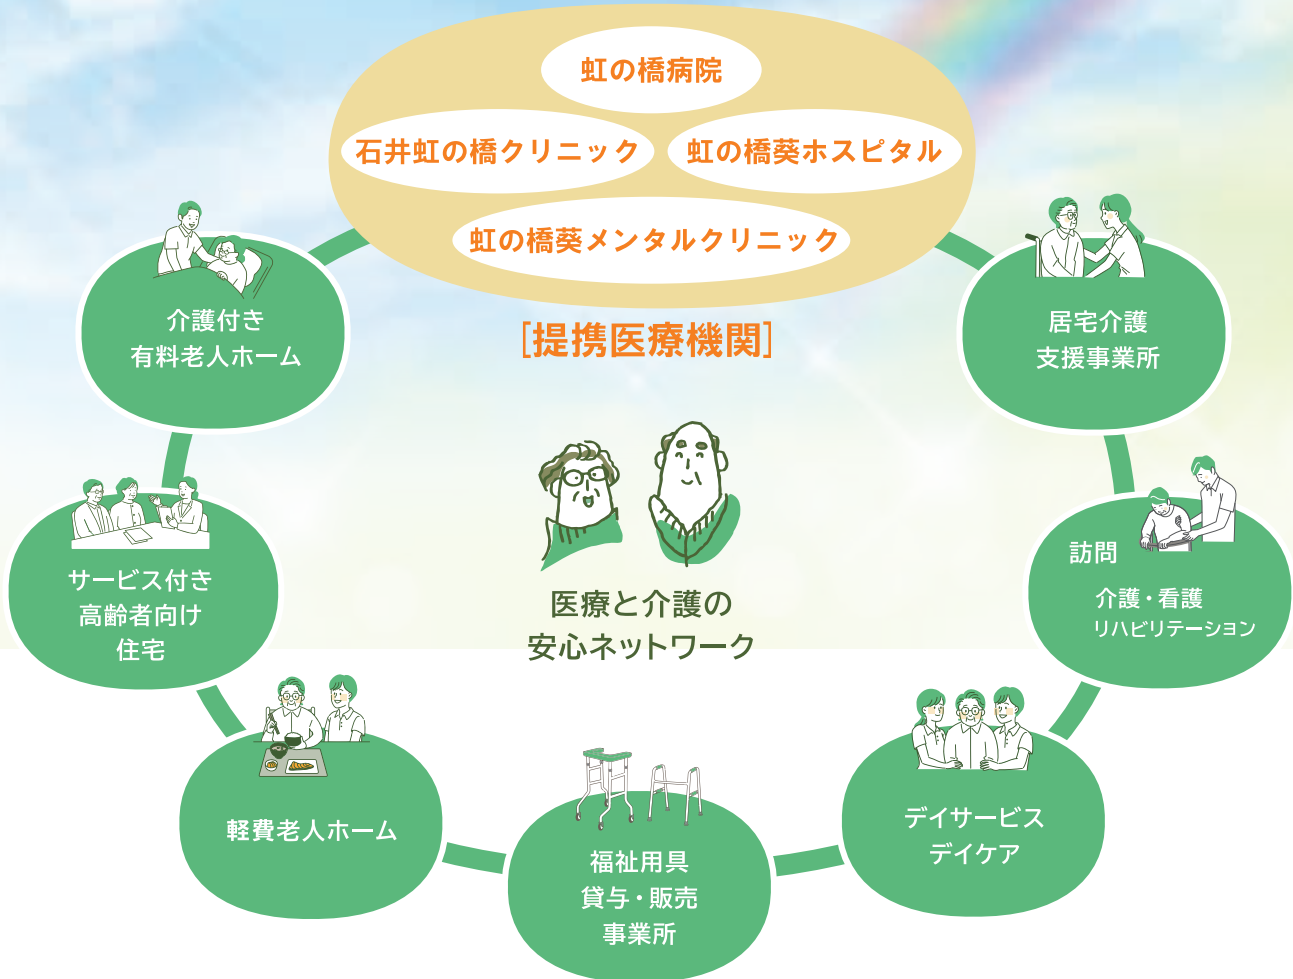 虹の橋病院
石井虹の橋クリニック
虹の橋葵ホスピタル
虹の橋葵メンタルクリニック
[提携医療機関]
介護付き
有料老人ホーム
居宅介護
支援事業所
サービス付き
高齢者向け
住宅
訪問
介護・看護
リハビリテーション
医療と介護の
安心ネットワーク
軽費老人ホーム
デイサービス
デイケア
福祉用具
貸与・販売
事業所